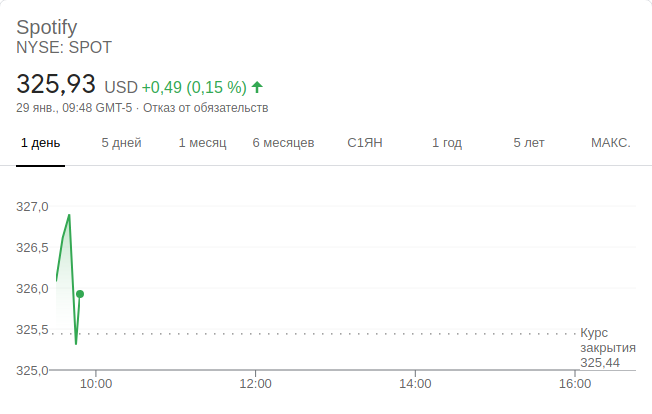 Spotify
NYSE: SPOT
325,93 USD +0,49 (0,15 %)
29 янв., 09:48 GMT-5 · Отказ от обязательств
1 день 5 дней 1 месяц 6 месяцев С1ЯН 1 год 5 лет МАКС.
327,0
326,5
326,0
325,5
325,0
Курс
закрытия
325,44
10:00 12:00 14:00 16:00